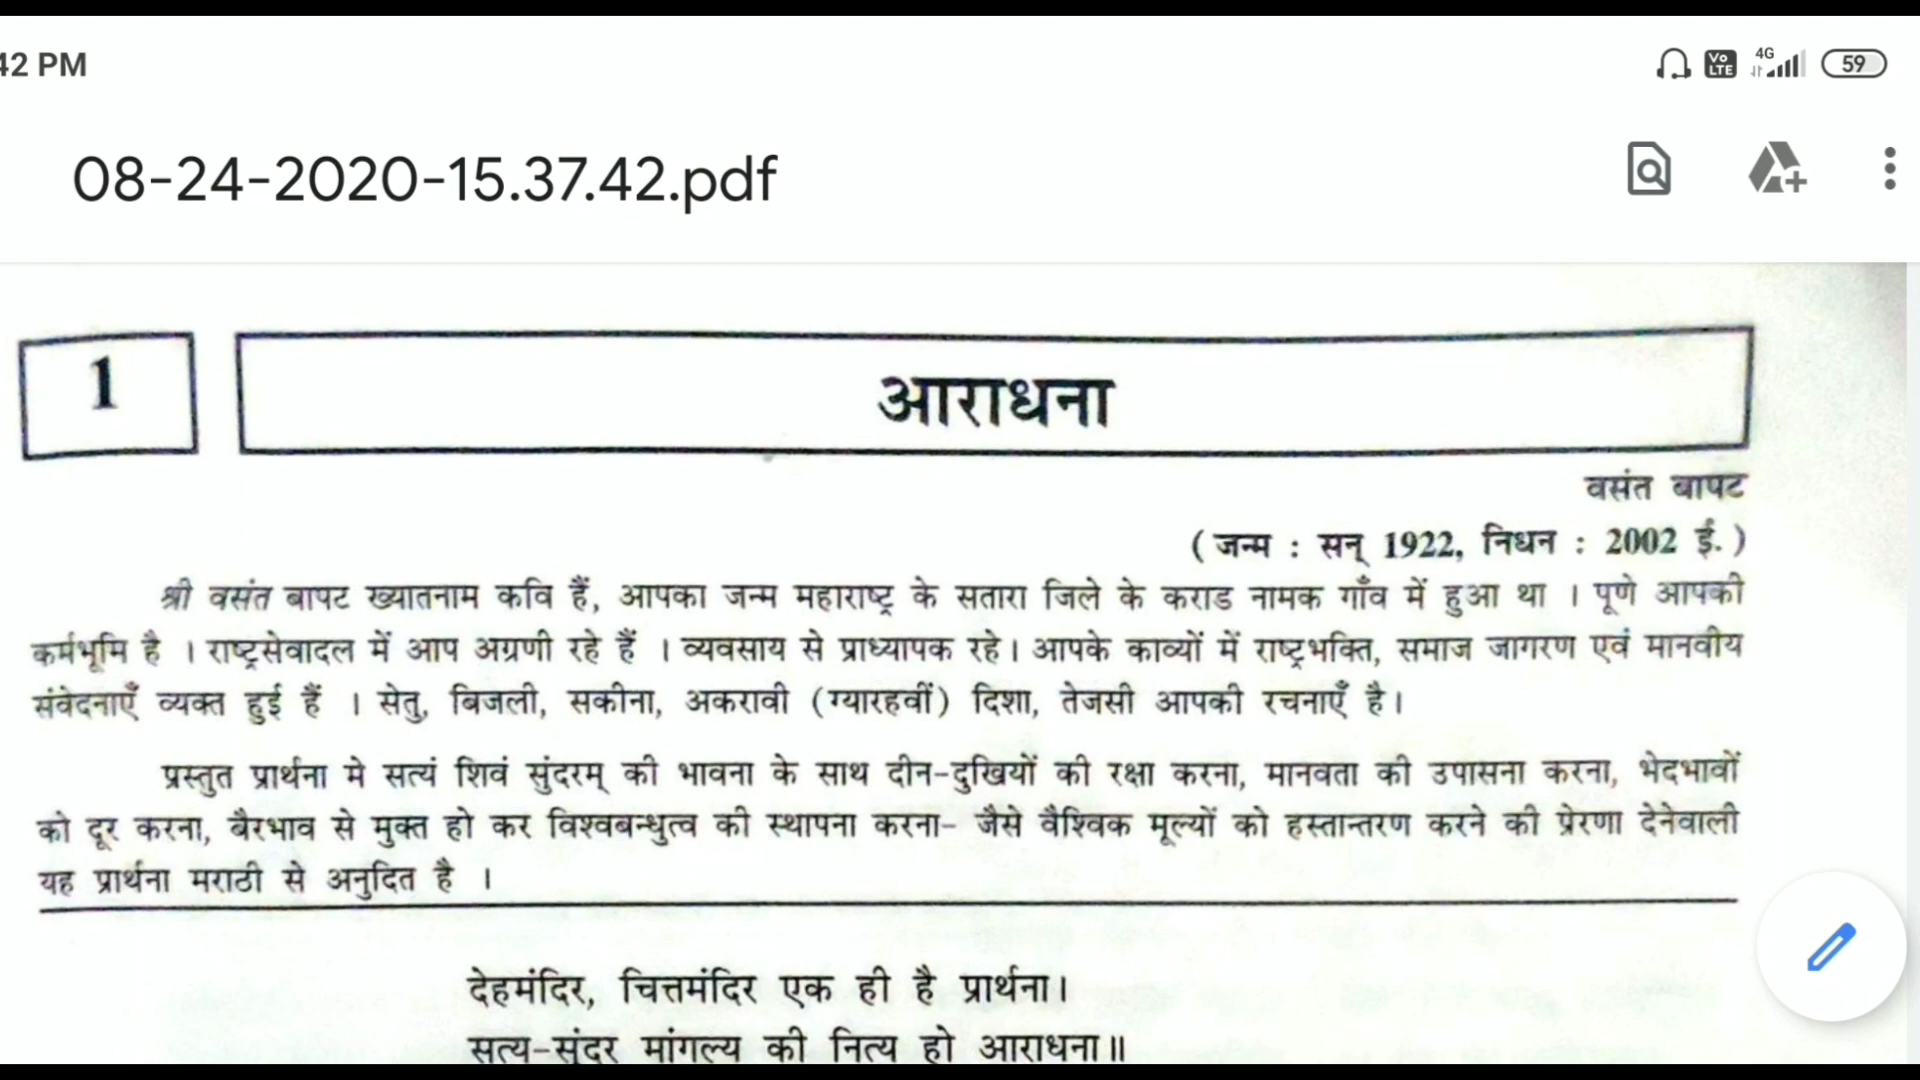 42 PM
Vo LTE 4G 59
08-24-2020-15.37.42.pdf
1
आराधना
वसंत बापट
( जन्म : सन् 1922, निधन : 2002 ई. )
श्री वसंत बापट ख्यातनाम कवि हैं, आपका जन्म महाराष्ट्र के सतारा जिले के कराड नामक गाँव में हुआ था । पूणे आपकी
कर्मभूमि है । राष्ट्रसेवादल में आप अग्रणी रहे हैं । व्यवसाय से प्राध्यापक रहे। आपके काव्यों में राष्ट्रभक्ति, समाज जागरण एवं मानवीय
संवेदनाएँ व्यक्त हुई हैं । सेतु, बिजली, सकीना, अकरावी (ग्यारहवीं) दिशा, तेजसी आपकी रचनाएँ है।
प्रस्तुत प्रार्थना मे सत्यं शिवं सुंदरम् की भावना के साथ दीन-दुखियों की रक्षा करना, मानवता की उपासना करना, भेदभावों
को दूर करना, बैरभाव से मुक्त हो कर विश्वबन्धुत्व की स्थापना करना- जैसे वैश्विक मूल्यों को हस्तान्तरण करने की प्रेरणा देनेवाली
यह प्रार्थना मराठी से अनुदित है ।
देहमंदिर, चित्तमंदिर एक ही है प्रार्थना।
सत्य-सुंदर मांगल्य की नित्य हो आराधना॥